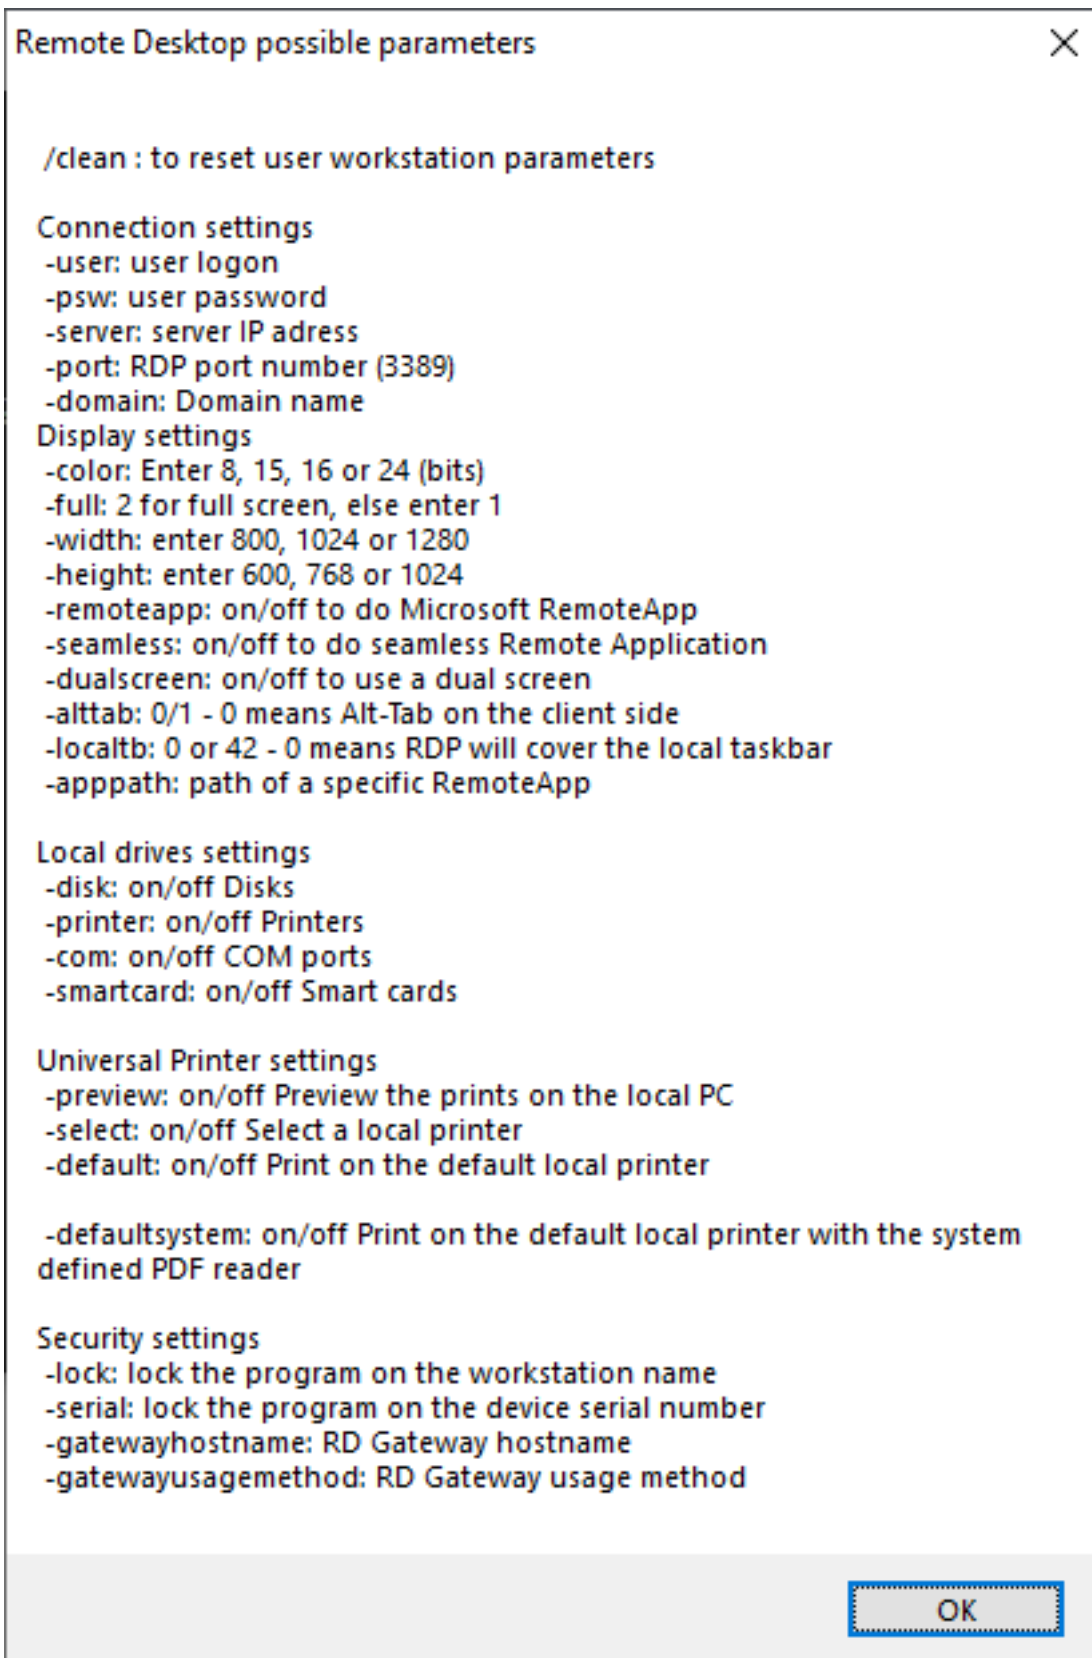 Remote Desktop possible parameters
/clean : to reset user workstation parameters
Connection settings
-user: user logon
-psw: user password
-server: server IP adress
-port: RDP port number (3389)
-domain: Domain name
Display settings
-color: Enter 8, 15, 16 or 24 (bits)
-full: 2 for full screen, else enter 1
-width: enter 800, 1024 or 1280
-height: enter 600, 768 or 1024
-remoteapp: on/off to do Microsoft RemoteApp
-seamless: on/off to do seamless Remote Application
-dualscreen: on/off to use a dual screen
-alttab: 0/1 - 0 means Alt-Tab on the client side
-localtb: 0 or 42 - 0 means RDP will cover the local taskbar
-apppath: path of a specific RemoteApp
Local drives settings
-disk: on/off Disks
-printer: on/off Printers
-com: on/off COM ports
-smartcard: on/off Smart cards
Universal Printer settings
-preview: on/off Preview the prints on the local PC
-select: on/off Select a local printer
-default: on/off Print on the default local printer
-defaultsystem: on/off Print on the default local printer with the system
defined PDF reader
Security settings
-lock: lock the program on the workstation name
-serial: lock the program on the device serial number
-gatewayhostname: RD Gateway hostname
-gatewayusagemethod: RD Gateway usage method
OK